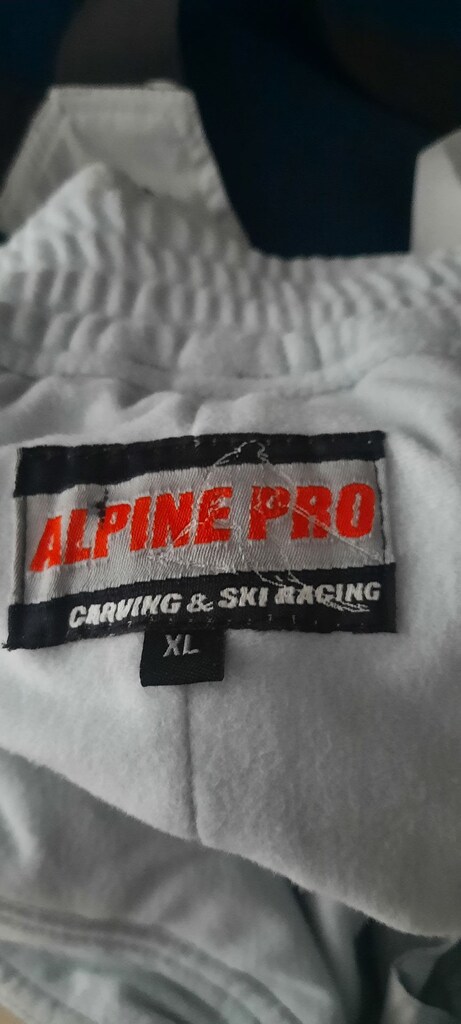 ALPINE PRO
CARVING & SKI RACING
XL